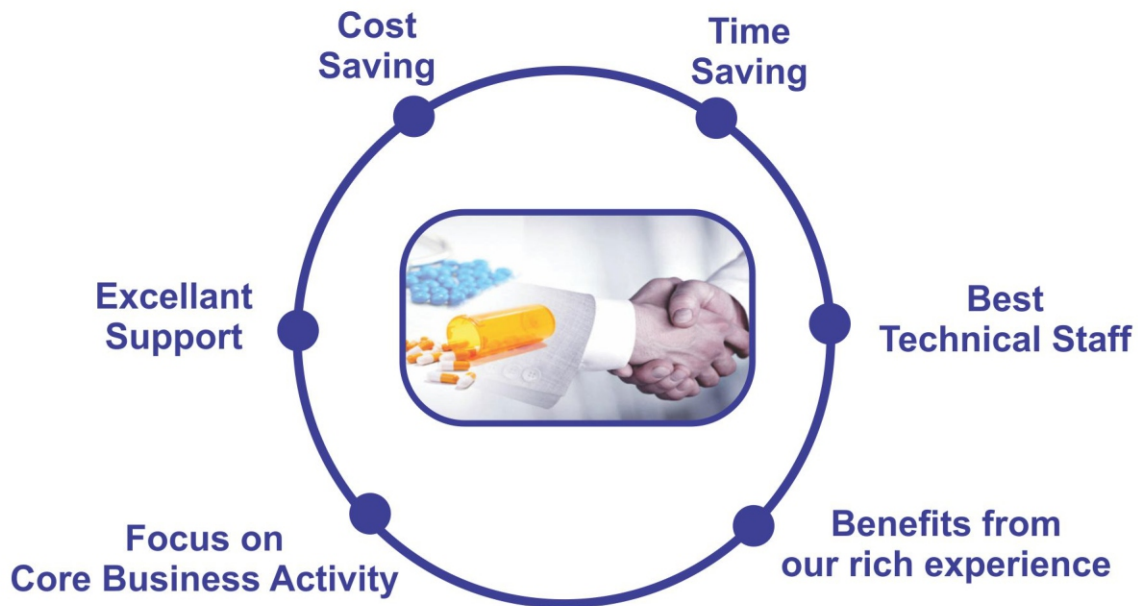 Cost
Saving
Time
Saving
Excellant
Support
Best
Technical Staff
Focus on
Core Business Activity
Benefits from
our rich experience